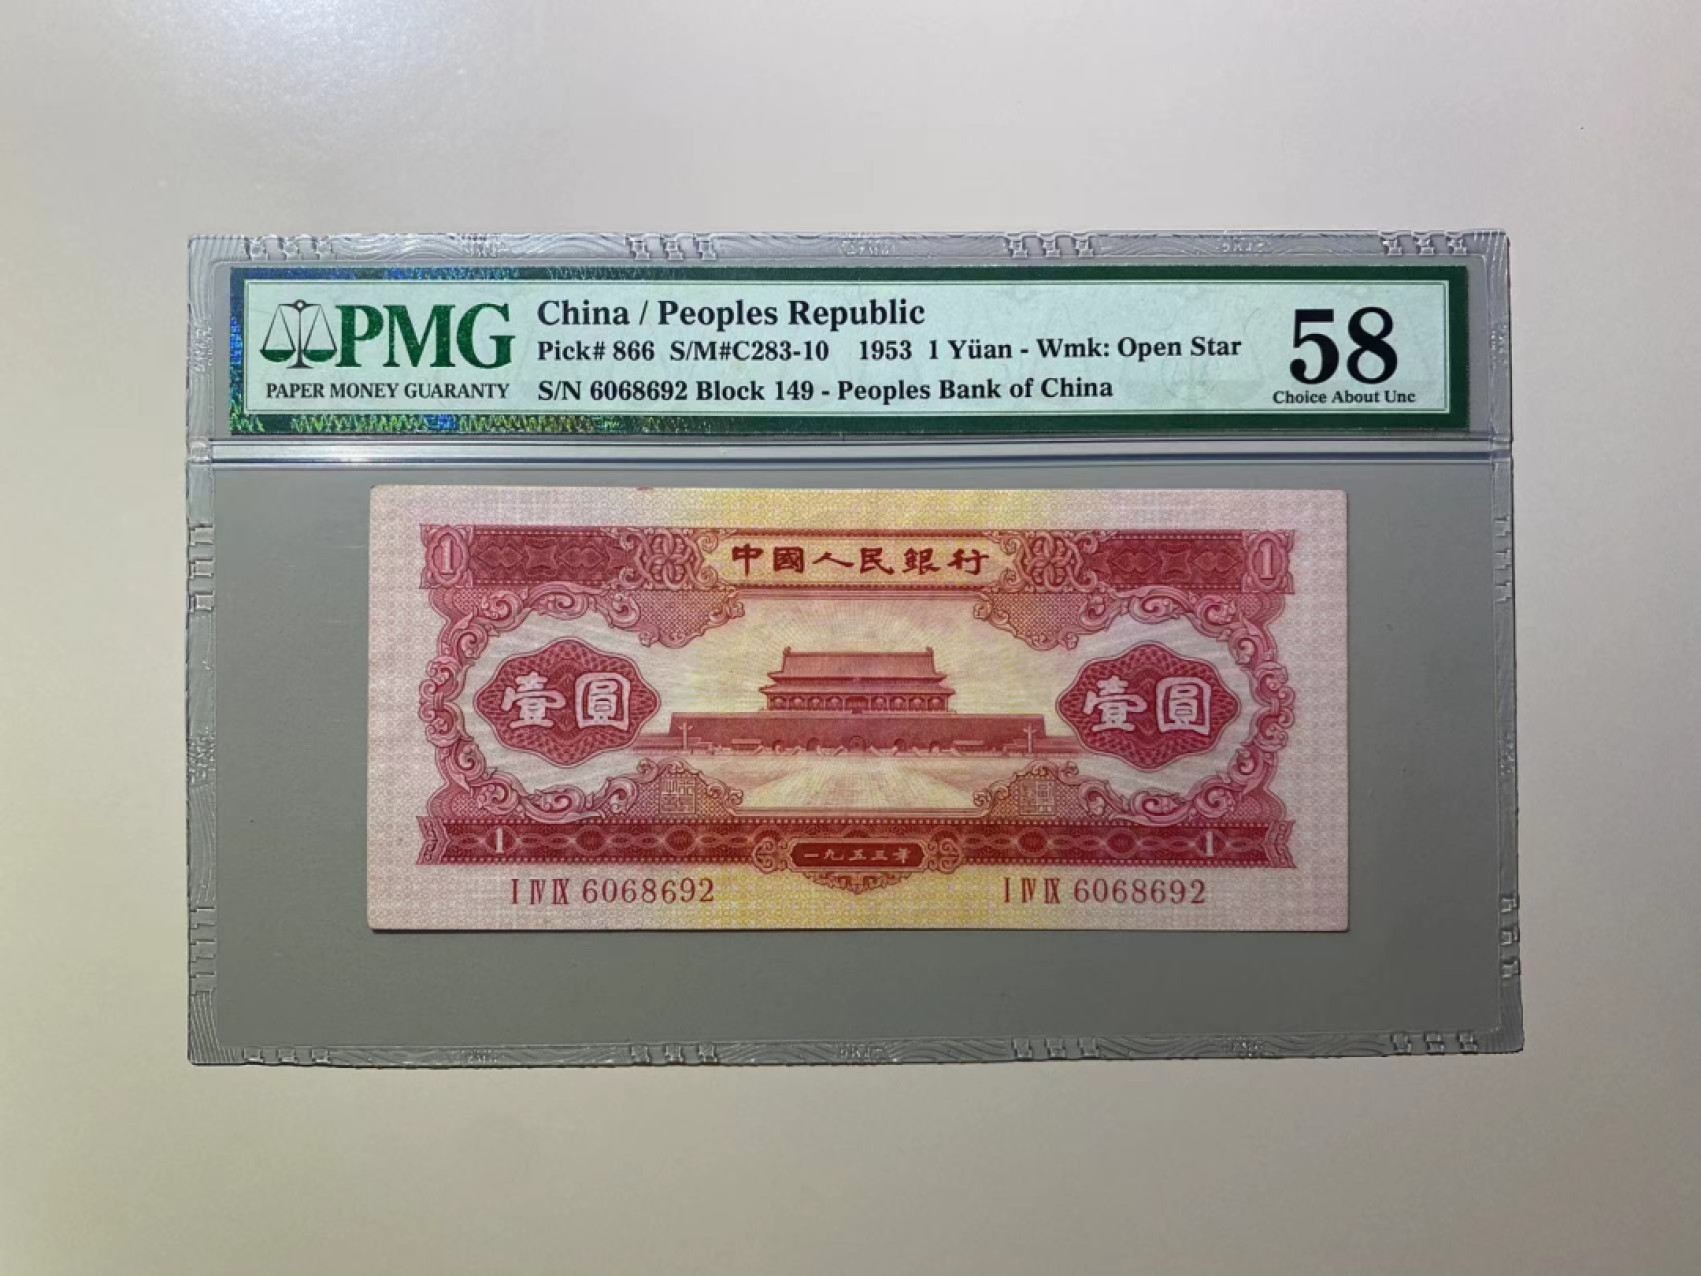 PMG
PAPER MONEY GUARANTY
China / Peoples Republic
Pick# 866 S/M#C283-10 1953 1 Yüan - Wmk: Open Star
S/N 6068692 Block 149 - Peoples Bank of China
58
Choice About Unc
1 中國人民銀行 1
壹圓 壹圓
1 一九五三年 1
I IV IX 6068692 I IV IX 6068692